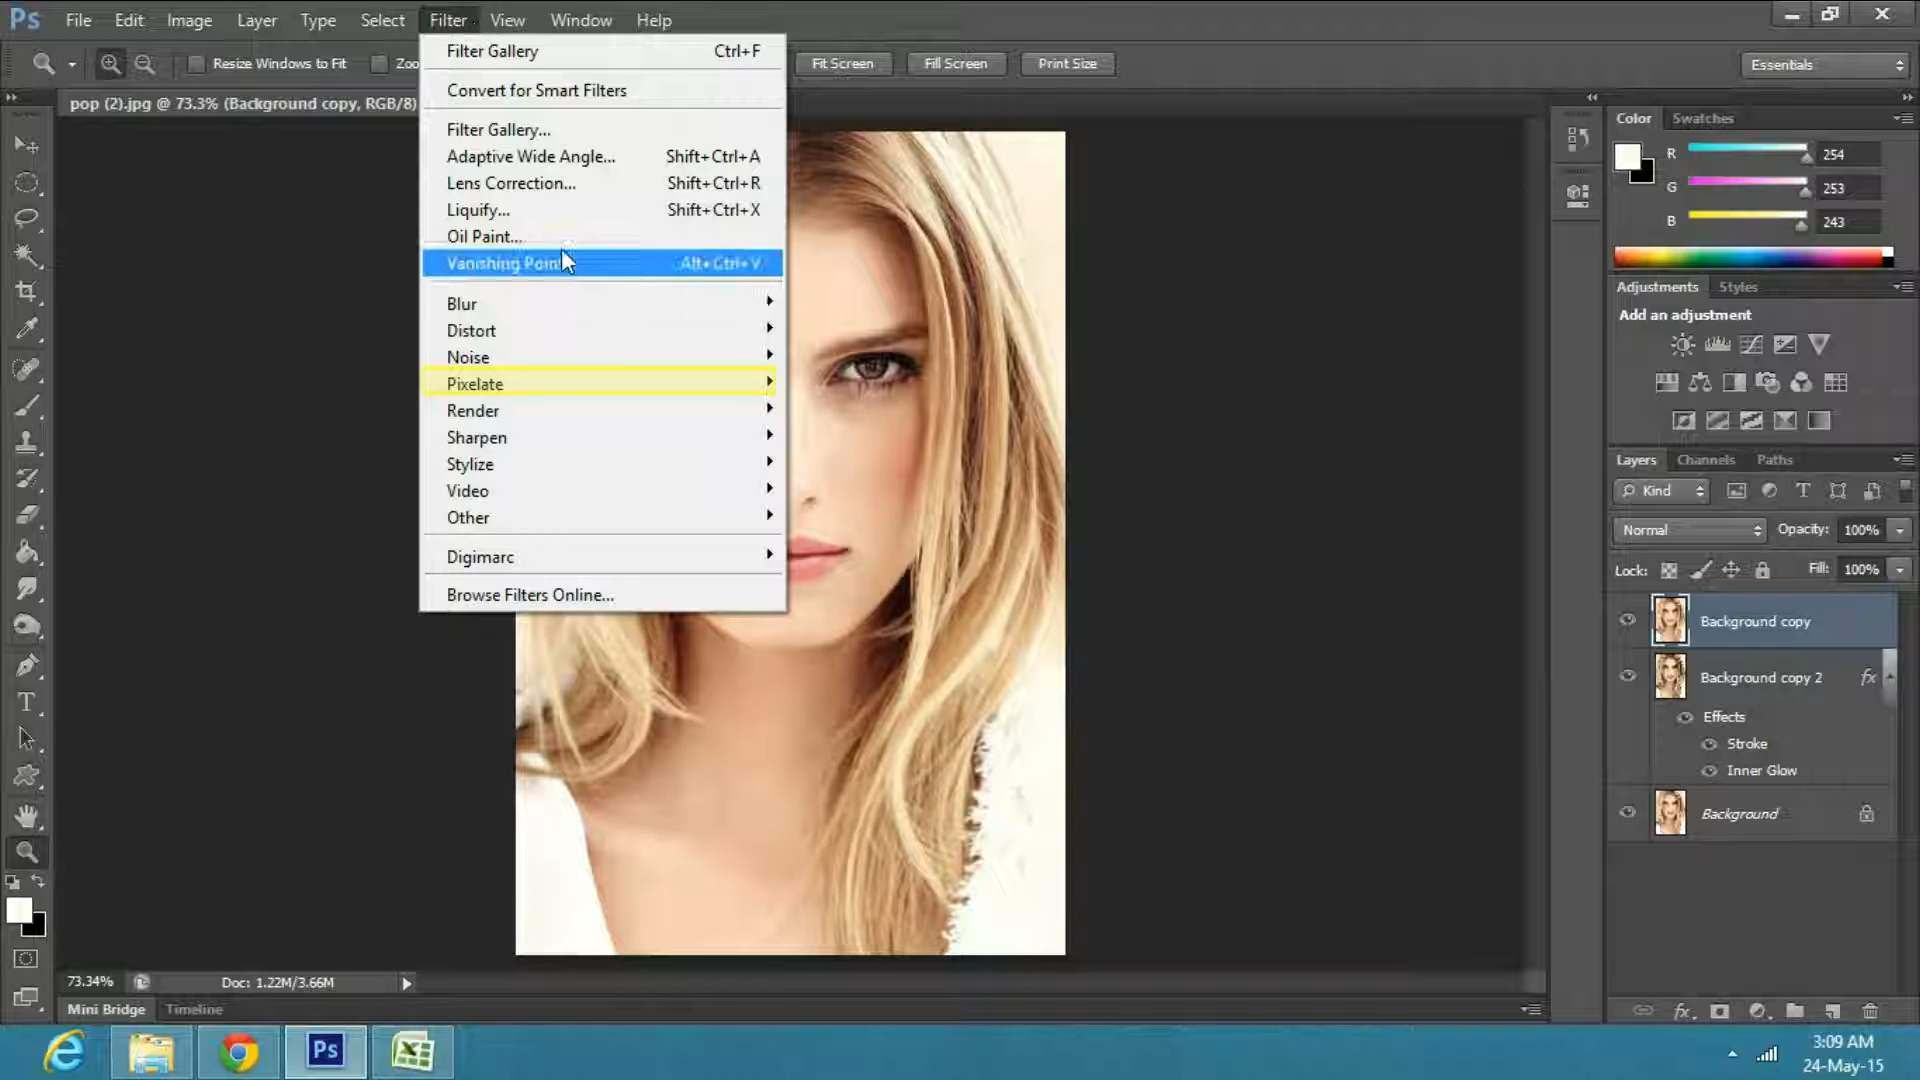 Ps File Edit Image Layer Type Select Filter View Window Help
Resize Windows to Fit Zoo Fit Screen Fill Screen Print Size Essentials
pop (2).jpg @ 73.3% (Background copy, RGB/8)
Filter Gallery Ctrl+F
Convert for Smart Filters
Filter Gallery...
Adaptive Wide Angle... Shift+Ctrl+A
Lens Correction... Shift+Ctrl+R
Liquify... Shift+Ctrl+X
Oil Paint...
Vanishing Point Alt+Ctrl+V
Blur
Distort
Noise
Pixelate
Render
Sharpen
Stylize
Video
Other
Digimarc
Browse Filters Online...
Color Swatches
R 254
G 253
B 243
Adjustments Styles
Add an adjustment
Layers Channels Paths
Kind
Normal Opacity: 100%
Lock: Fill: 100%
Background copy
Background copy 2 fx
Effects
Stroke
Inner Glow
Background
73.34% Doc: 1.22M/3.66M
Mini Bridge Timeline
fx.
Ps
3:09 AM
24-May-15